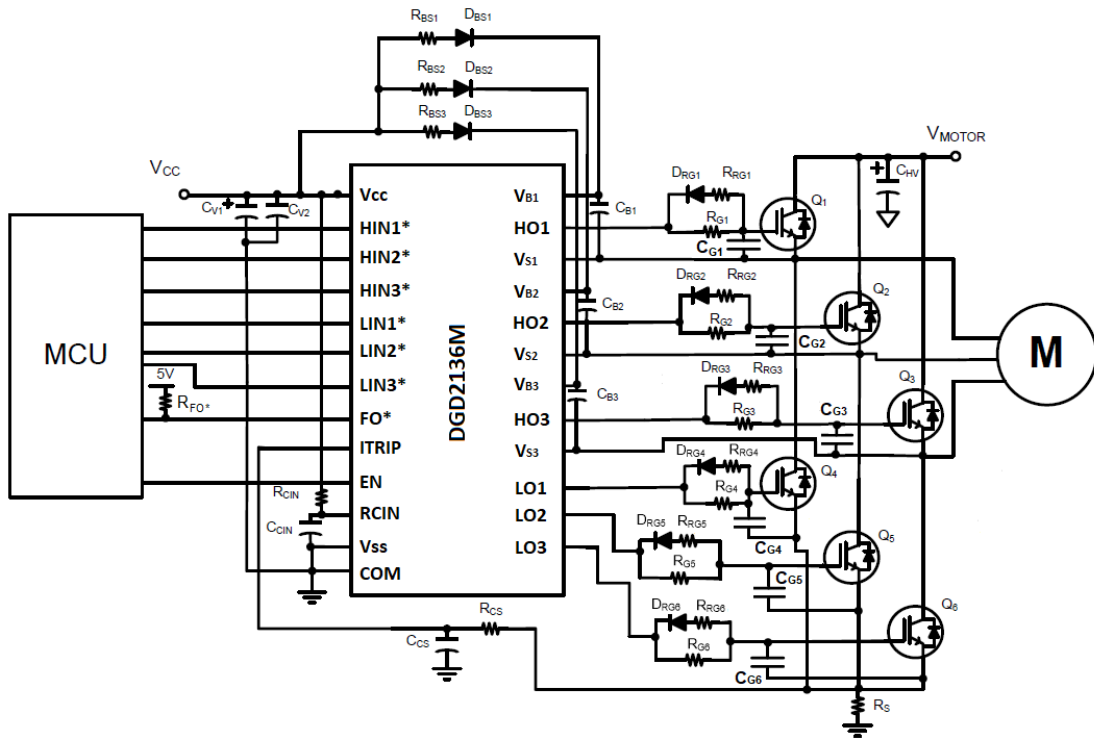 RBS1 DBS1
RBS2 DBS2
RBS3 DBS3
VCC
VMOTOR
CV1 CV2
CHV
MCU
5V
RFO*
RCIN
CCIN
DGD2136M
Vcc
HIN1*
HIN2*
HIN3*
LIN1*
LIN2*
LIN3*
FO*
ITRIP
EN
RCIN
Vss
COM
VB1
HO1
VS1
VB2
HO2
VS2
VB3
HO3
VS3
LO1
LO2
LO3
CB1
CB2
CB3
DRG1 RRG1
RG1
CG1
Q1
DRG2 RRG2
RG2
CG2
Q2
DRG3 RRG3
RG3
CG3
Q3
DRG4 RRG4
RG4
CG4
Q4
DRG5 RRG5
RG5
CG5
Q5
DRG6 RRG6
RG6
CG6
Q6
M
RCS
CCS
RS